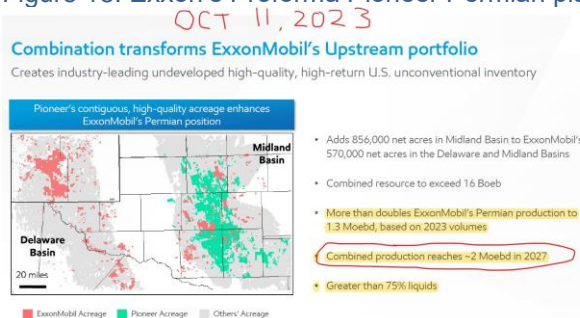 Figure 18: Exxon's Proforma Pioneer Permian pi
OCT 11, 2023
Combination transforms ExxonMobil's Upstream portfolio
Creates industry-leading undeveloped high-quality, high-return U.S. unconventional inventory
Pioneer's contiguous, high-quality acreage enhances
ExxonMobil's Permian position
Midland
Basin
Delaware
Basin
20 miles
ExxonMobil Acreage Pioneer Acreage Others' Acreage
• Adds 856,000 net acres in Midland Basin to ExxonMobil's
570,000 net acres in the Delaware and Midland Basins
• Combined resource to exceed 16 Boeb
• More than doubles ExxonMobil's Permian production to
1.3 Moebd, based on 2023 volumes
• Combined production reaches ~2 Moebd in 2027
• Greater than 75% liquids